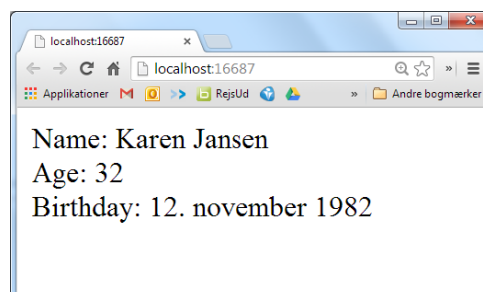 localhost:16687
localhost:16687
Applikationer
RejsUd
»
Andre bogmærker
Name: Karen Jansen
Age: 32
Birthday: 12. november 1982